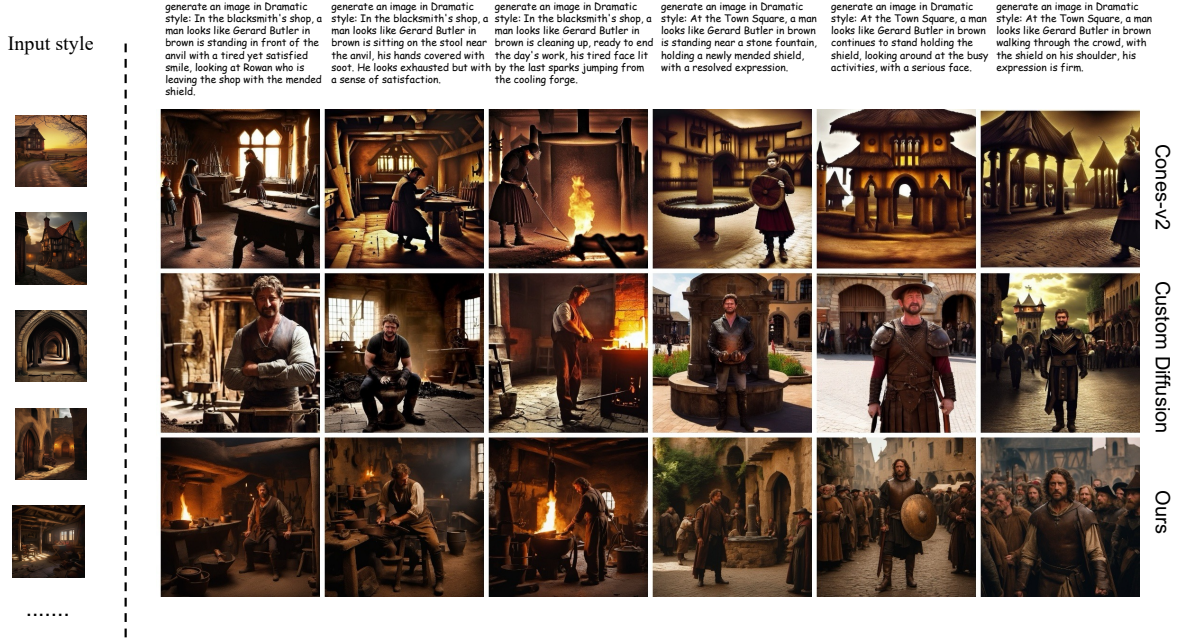 generate an image in Dramatic
style: In the blacksmith's shop, a
man looks like Gerard Butler in
brown is standing in front of the
anvil with a tired yet satisfied
smile, looking at Rowan who is
leaving the shop with the mended
shield.
generate an image in Dramatic
style: In the blacksmith's shop, a
man looks like Gerard Butler in
brown is sitting on the stool near
the anvil, his hands covered with
soot. He looks exhausted but with
a sense of satisfaction.
generate an image in Dramatic
style: In the blacksmith's shop, a
man looks like Gerard Butler in
brown is cleaning up, ready to end
the day's work, his tired face lit
by the last sparks jumping from
the cooling forge.
generate an image in Dramatic
style: At the Town Square, a man
looks like Gerard Butler in brown
is standing near a stone fountain,
holding a newly mended shield,
with a resolved expression.
generate an image in Dramatic
style: At the Town Square, a man
looks like Gerard Butler in brown
continues to stand holding the
shield, looking around at the busy
activities, with a serious face.
generate an image in Dramatic
style: At the Town Square, a man
looks like Gerard Butler in brown
walking through the crowd, with
the shield on his shoulder, his
expression is firm.
Input style
.......
Cones-v2
Custom Diffusion
Ours